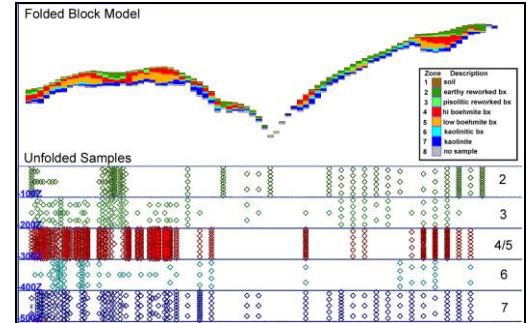 Folded Block Model
Zone Description
1 soil
2 earthy reworked bx
3 pisolitic reworked bx
4 hi boehmite bx
5 low boehmite bx
6 kaolinitic bx
7 kaolinite
8 no sample
Unfolded Samples
2
-100Z
3
-200Z
4/5
-300Z
6
-400Z
7
-500Z